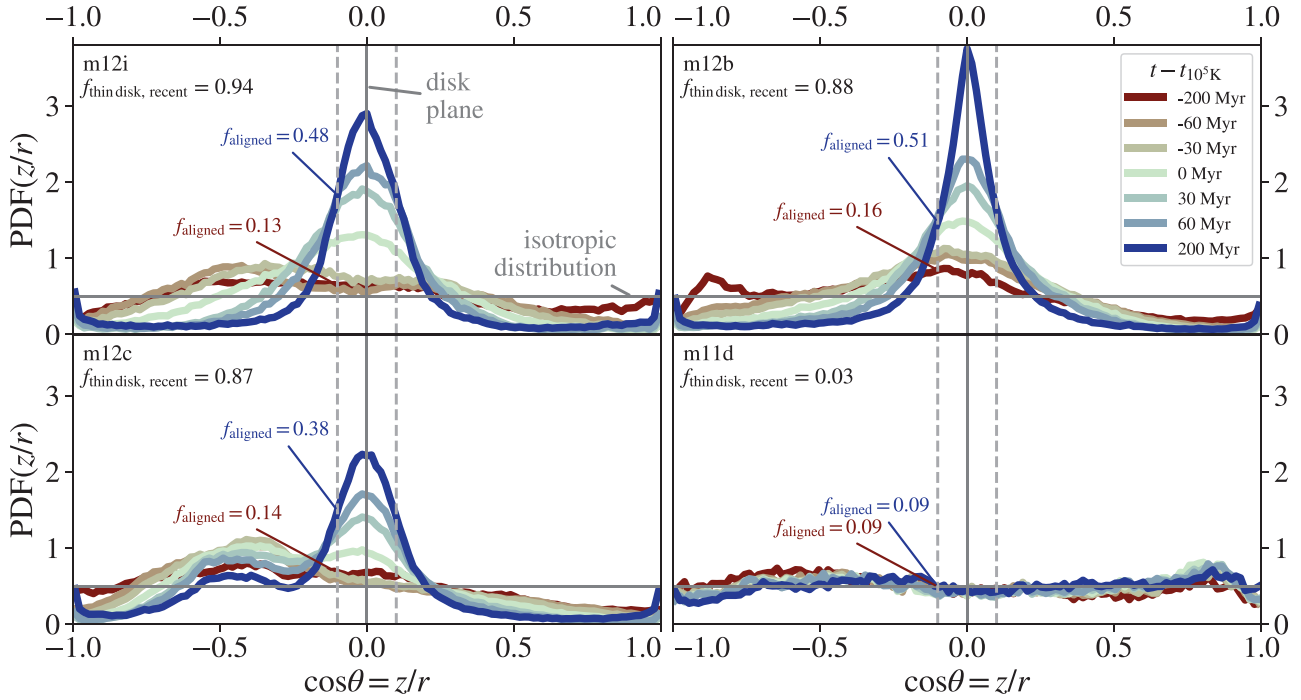 −1.0 −0.5 0.0 0.5 1.0
−1.0 −0.5 0.0 0.5 1.0
m12i
f_thin disk, recent = 0.94
disk
plane
f_aligned = 0.48
f_aligned = 0.13
isotropic
distribution
PDF(z/r)
3
2
1
0
m12b
f_thin disk, recent = 0.88
f_aligned = 0.51
f_aligned = 0.16
t − t_10⁵K
-200 Myr
-60 Myr
-30 Myr
0 Myr
30 Myr
60 Myr
200 Myr
3
2
1
0
m12c
f_thin disk, recent = 0.87
f_aligned = 0.38
f_aligned = 0.14
PDF(z/r)
3
2
1
0
m11d
f_thin disk, recent = 0.03
f_aligned = 0.09
f_aligned = 0.09
3
2
1
0
−1.0 −0.5 0.0 0.5 1.0
−1.0 −0.5 0.0 0.5 1.0
cosθ = z/r
cosθ = z/r